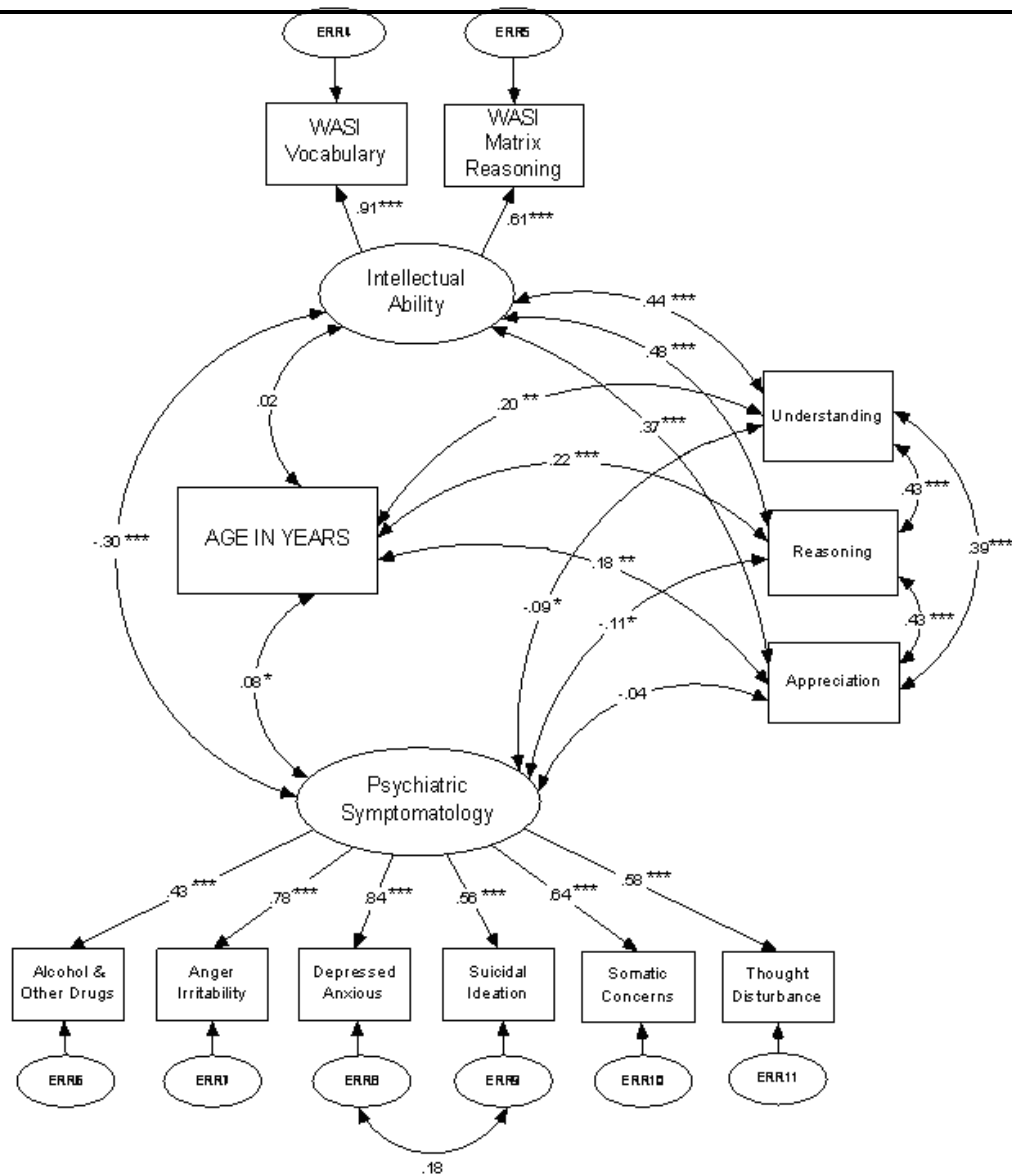 ERR4
ERR5
WASI
Vocabulary
WASI
Matrix
Reasoning
.91***
.61***
Intellectual
Ability
.44 ***
.48 ***
.02
.20 **
.37***
Understanding
.22 ***
.43***
AGE IN YEARS
-.30 ***
Reasoning
.39***
.18 **
-.09*
-.11*
.43 ***
.08 *
-.04
Appreciation
Psychiatric
Symptomatology
.43 ***
.78***
.84***
.56 ***
.64 ***
.58 ***
Alcohol &
Other Drugs
Anger
Irritability
Depressed
Anxious
Suicidal
Ideation
Somatic
Concerns
Thought
Disturbance
ERR6
ERR7
ERR8
ERR9
ERR10
ERR11
.18